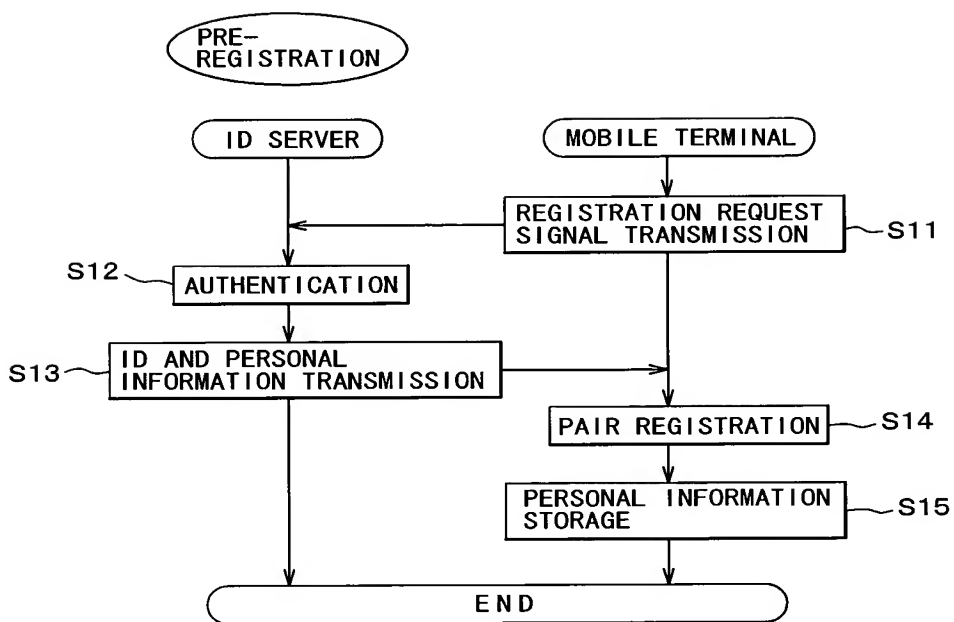 PRE-
REGISTRATION
ID SERVER
MOBILE TERMINAL
REGISTRATION REQUEST
SIGNAL TRANSMISSION
S11
S12
AUTHENTICATION
S13
ID AND PERSONAL
INFORMATION TRANSMISSION
PAIR REGISTRATION
S14
PERSONAL INFORMATION
STORAGE
S15
END